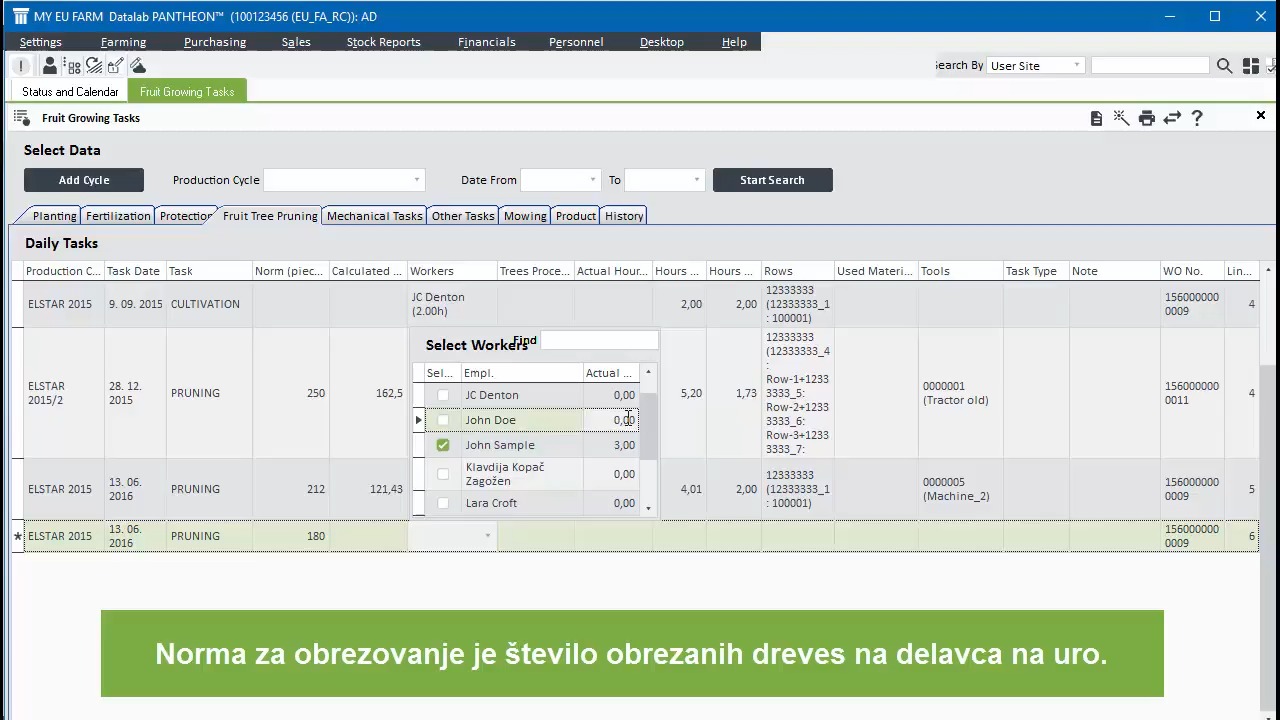 MY EU FARM Datalab PANTHEON™ (100123456 (EU_FA_RC)): AD
Settings Farming Purchasing Sales Stock Reports Financials Personnel Desktop Help
Search By User Site
Status and Calendar Fruit Growing Tasks
Fruit Growing Tasks
Select Data
Add Cycle Production Cycle Date From To Start Search
Planting Fertilization Protection Fruit Tree Pruning Mechanical Tasks Other Tasks Mowing Product History
Daily Tasks
Production C... Task Date Task Norm (piec... Calculated ... Workers Trees Proce... Actual Hour... Hours ... Hours ... Rows Used Materi... Tools Task Type Note WO No. Lin...
ELSTAR 2015 9. 09. 2015 CULTIVATION JC Denton (2.00h) 2,00 2,00 12333333 (12333333_1 : 100001) 156000000 0009 4
ELSTAR 2015/2 28. 12. 2015 PRUNING 250 162,5 5,20 1,73 12333333 (12333333_4 : Row-1+1233 3333_5: Row-2+1233 3333_6: Row-3+1233 3333_7: 0000001 (Tractor old) 156000000 0011 4
Select Workers Find
Sel... Empl. Actual ...
JC Denton 0,00
John Doe 0,00
John Sample 3,00
Klavdija Kopač Zagožen 0,00
Lara Croft 0,00
ELSTAR 2015 13. 06. 2016 PRUNING 212 121,43 4,01 2,00 12333333 (12333333_1 : 100001) 0000005 (Machine_2) 156000000 0009 5
ELSTAR 2015 13. 06. 2016 PRUNING 180 156000000 0009 6
Norma za obrezovanje je število obrezanih dreves na delavca na uro.